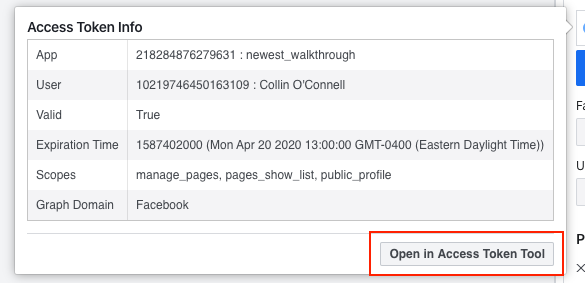 Access Token Info
App 218284876279631 : newest_walkthrough
User 10219746450163109 : Collin O'Connell
Valid True
Expiration Time 1587402000 (Mon Apr 20 2020 13:00:00 GMT-0400 (Eastern Daylight Time))
Scopes manage_pages, pages_show_list, public_profile
Graph Domain Facebook
Open in Access Token Tool